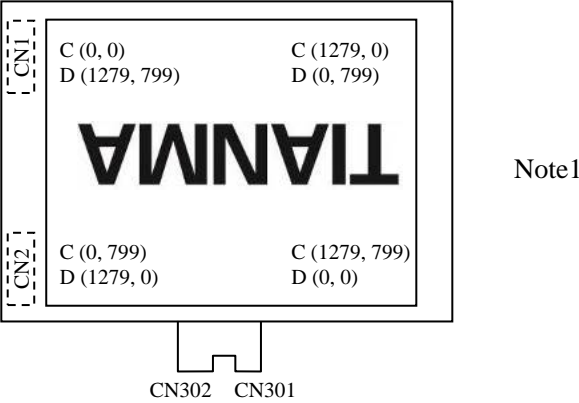 CN1
C (0, 0)
D (1279, 799)
C (1279, 0)
D (0, 799)
TIANMA
Note1
CN2
C (0, 799)
D (1279, 0)
C (1279, 799)
D (0, 0)
CN302 CN301